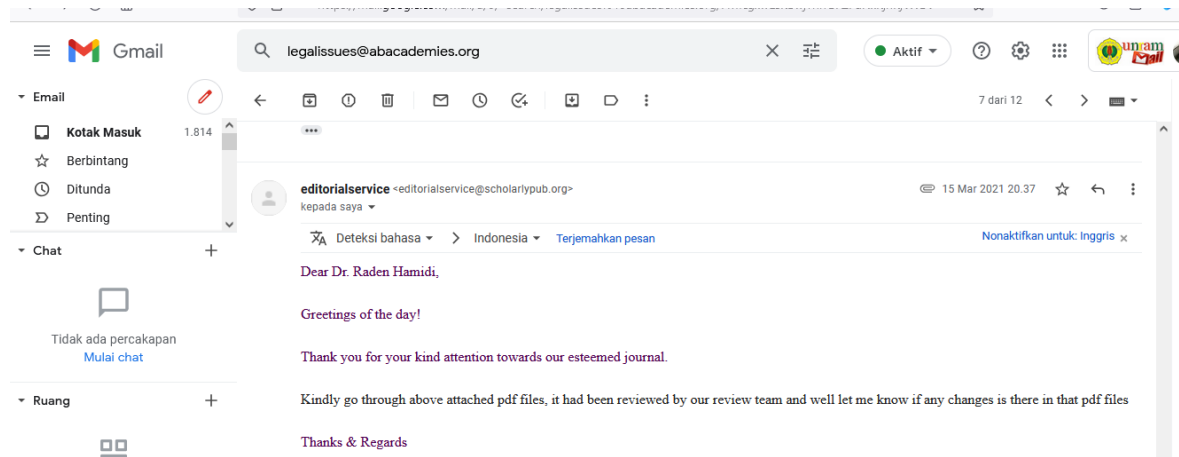 Gmail
legalissues@abacademies.org
Aktif
unram
Mail
Email
7 dari 12
Kotak Masuk 1.814
Berbintang
Ditunda
Penting
editorialservice <editorialservice@scholarlypub.org>
15 Mar 2021 20.37
kepada saya
Deteksi bahasa > Indonesia Terjemahkan pesan
Nonaktifkan untuk: Inggris x
Chat
Dear Dr. Raden Hamidi,
Greetings of the day!
Tidak ada percakapan
Mulai chat
Thank you for your kind attention towards our esteemed journal.
Ruang
Kindly go through above attached pdf files, it had been reviewed by our review team and well let me know if any changes is there in that pdf files
Thanks & Regards